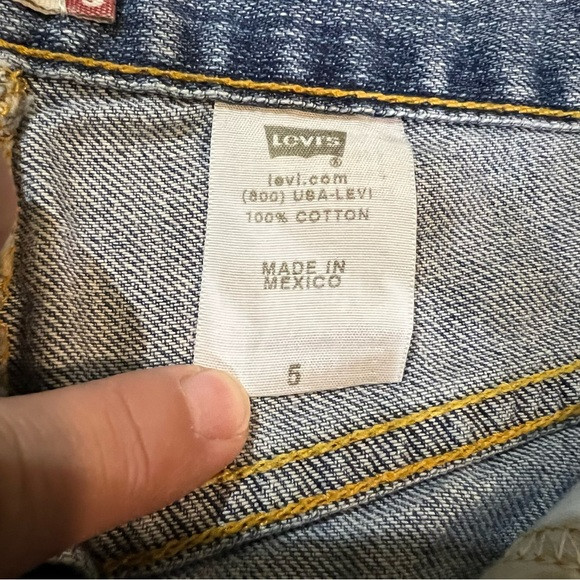 Levi's
®
levi.com
(800) USA-LEVI
100% COTTON
MADE IN
MEXICO
5